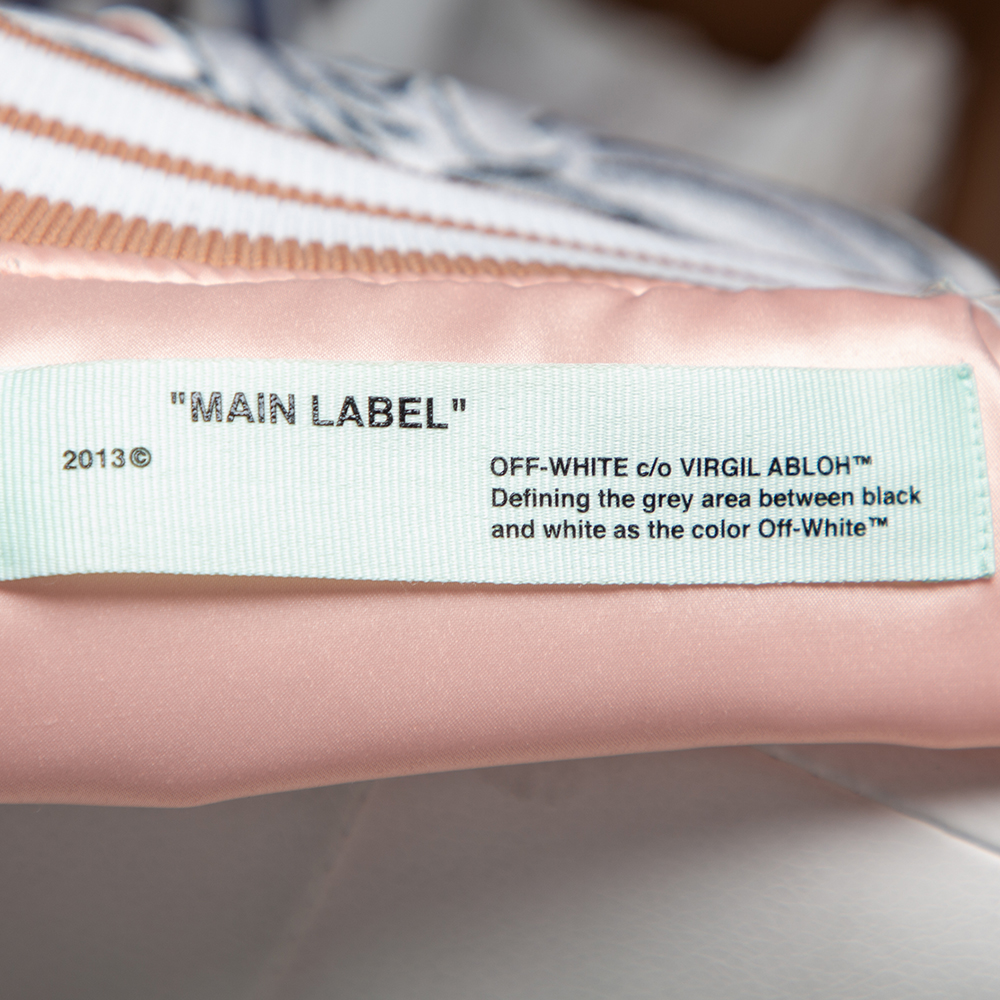 "MAIN LABEL"
2013©
OFF-WHITE c/o VIRGIL ABLOH™
Defining the grey area between black
and white as the color Off-White™